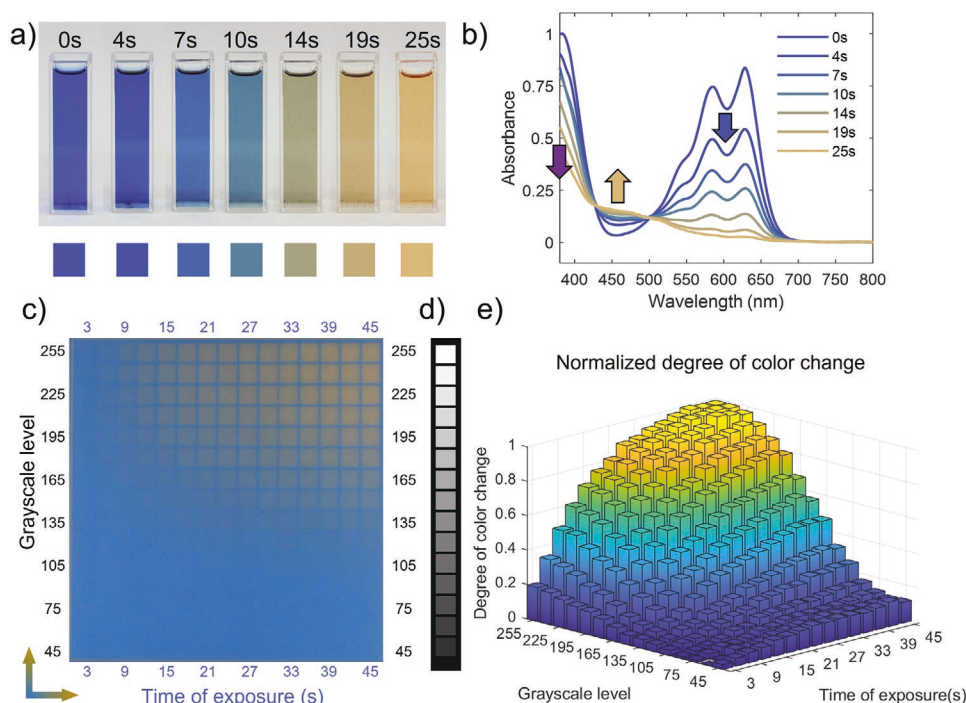 a)
0s 4s 7s 10s 14s 19s 25s
b)
Absorbance
1
0.75
0.5
0.25
0
0s
4s
7s
10s
14s
19s
25s
400 450 500 550 600 650 700 750 800
Wavelength (nm)
c)
3 9 15 21 27 33 39 45
Grayscale level
255
225
195
165
135
105
75
45
3 9 15 21 27 33 39 45
Time of exposure (s)
d)
255
225
195
165
135
105
75
45
e)
Normalized degree of color change
Degree of color change
1
0.8
0.6
0.4
0.2
0
255
225
195
165
135
105
75
45
Grayscale level
3
9
15
21
27
33
39
45
Time of exposure(s)